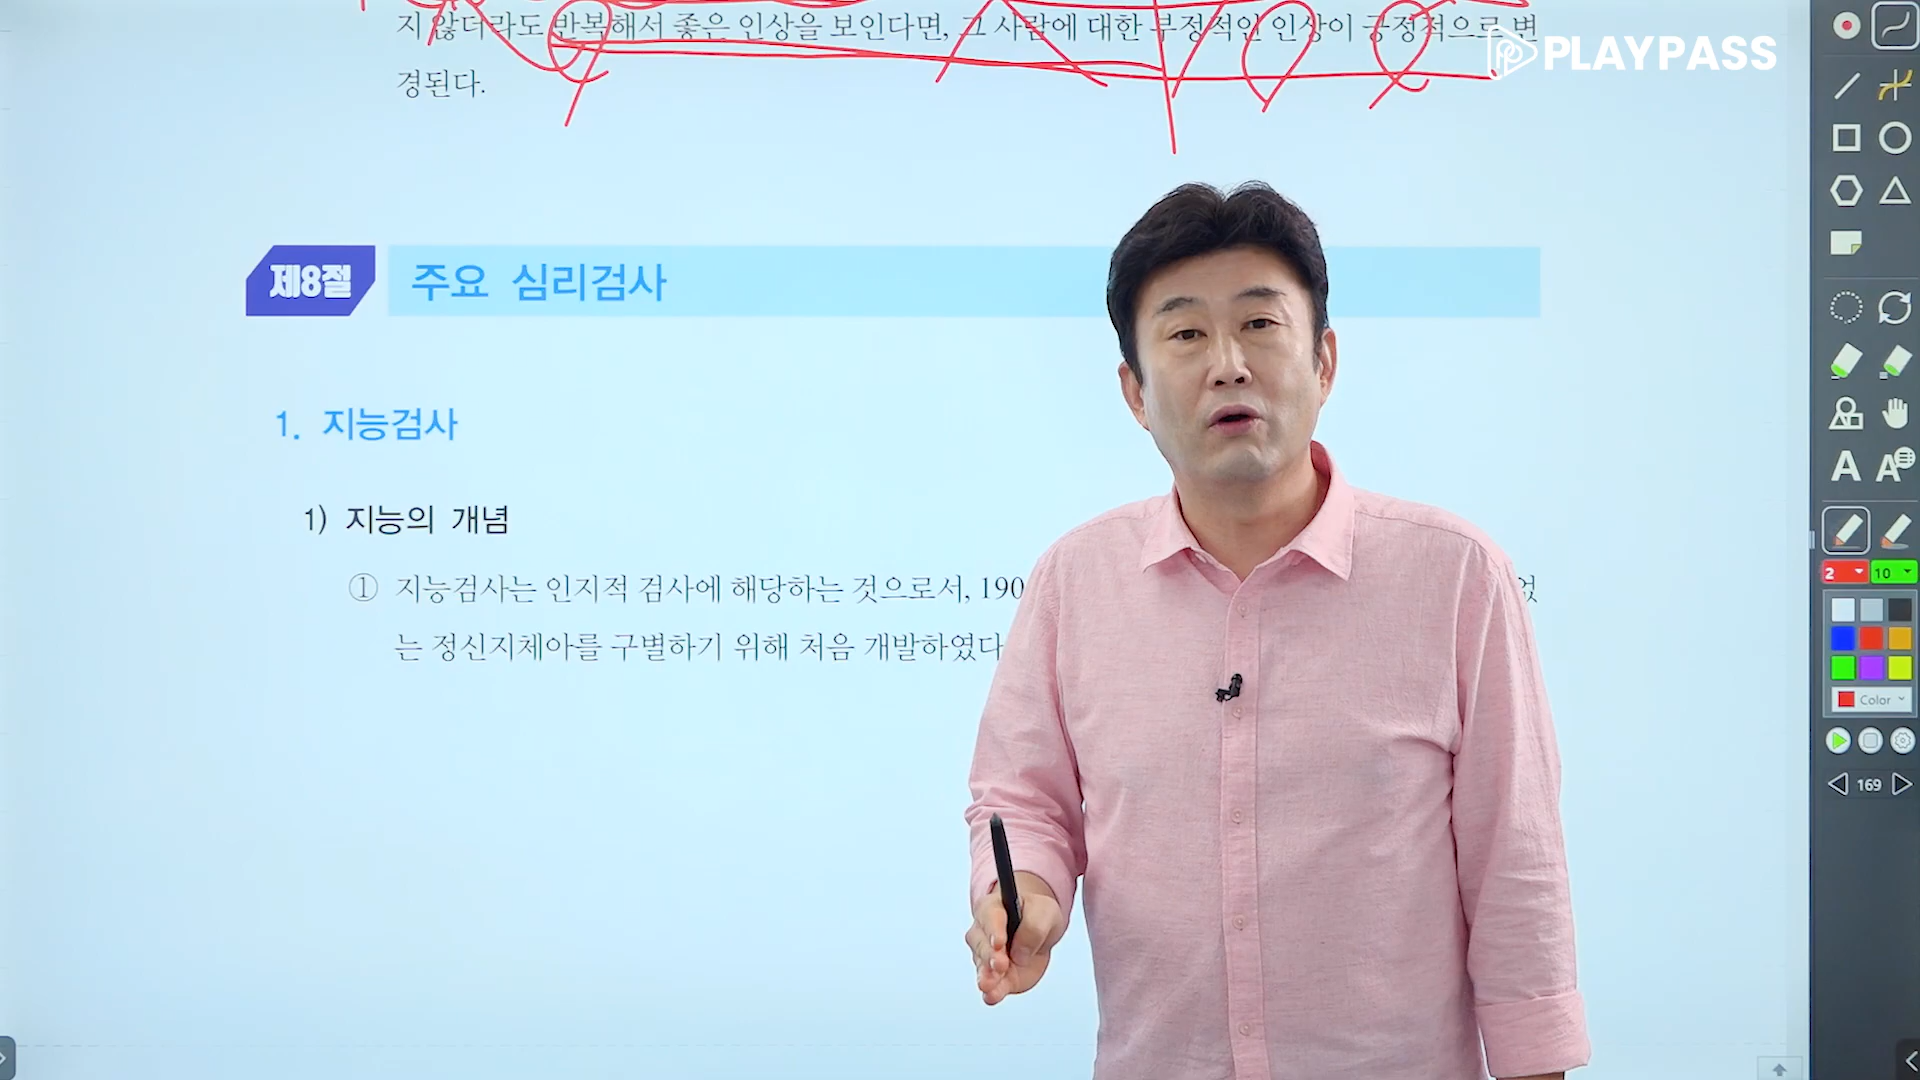 지 않더라도 반복해서 좋은 인상을 보인다면, 그 사람에 대한 부정적인 인상이 긍정적으로 변
경된다.
PLAYPASS
제8절 주요 심리검사
1. 지능검사
1) 지능의 개념
① 지능검사는 인지적 검사에 해당하는 것으로서, 190
는 정신지체아를 구별하기 위해 처음 개발하였다
A A
2 10
Color
169